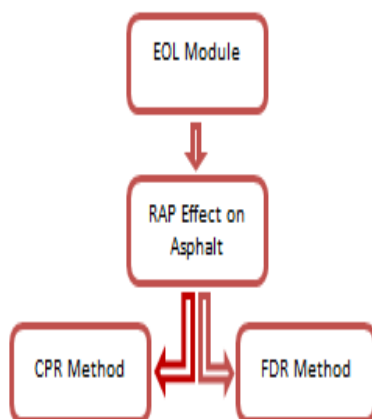 EOL Module
RAP Effect on
Asphalt
CPR Method
FDR Method